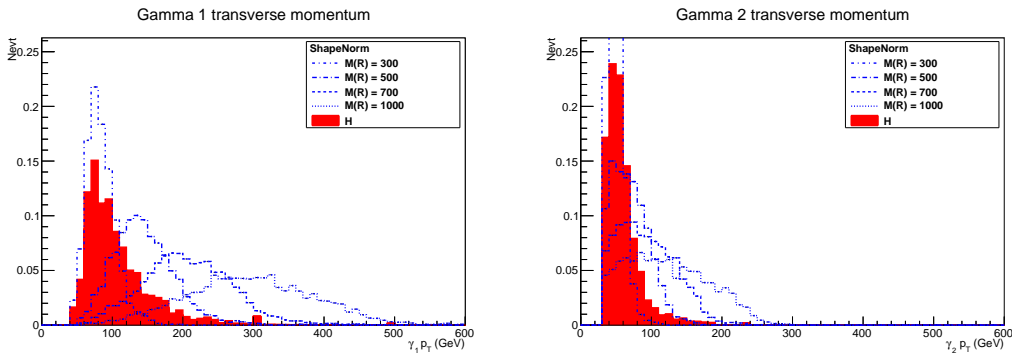 Gamma 1 transverse momentum
Nevt
0.25
0.2
0.15
0.1
0.05
0
0 100 200 300 400 500 600
γ1 pT (GeV)
ShapeNorm
M(R) = 300
M(R) = 500
M(R) = 700
M(R) = 1000
H
Gamma 2 transverse momentum
Nevt
0.25
0.2
0.15
0.1
0.05
0
0 100 200 300 400 500 600
γ2 pT (GeV)
ShapeNorm
M(R) = 300
M(R) = 500
M(R) = 700
M(R) = 1000
H